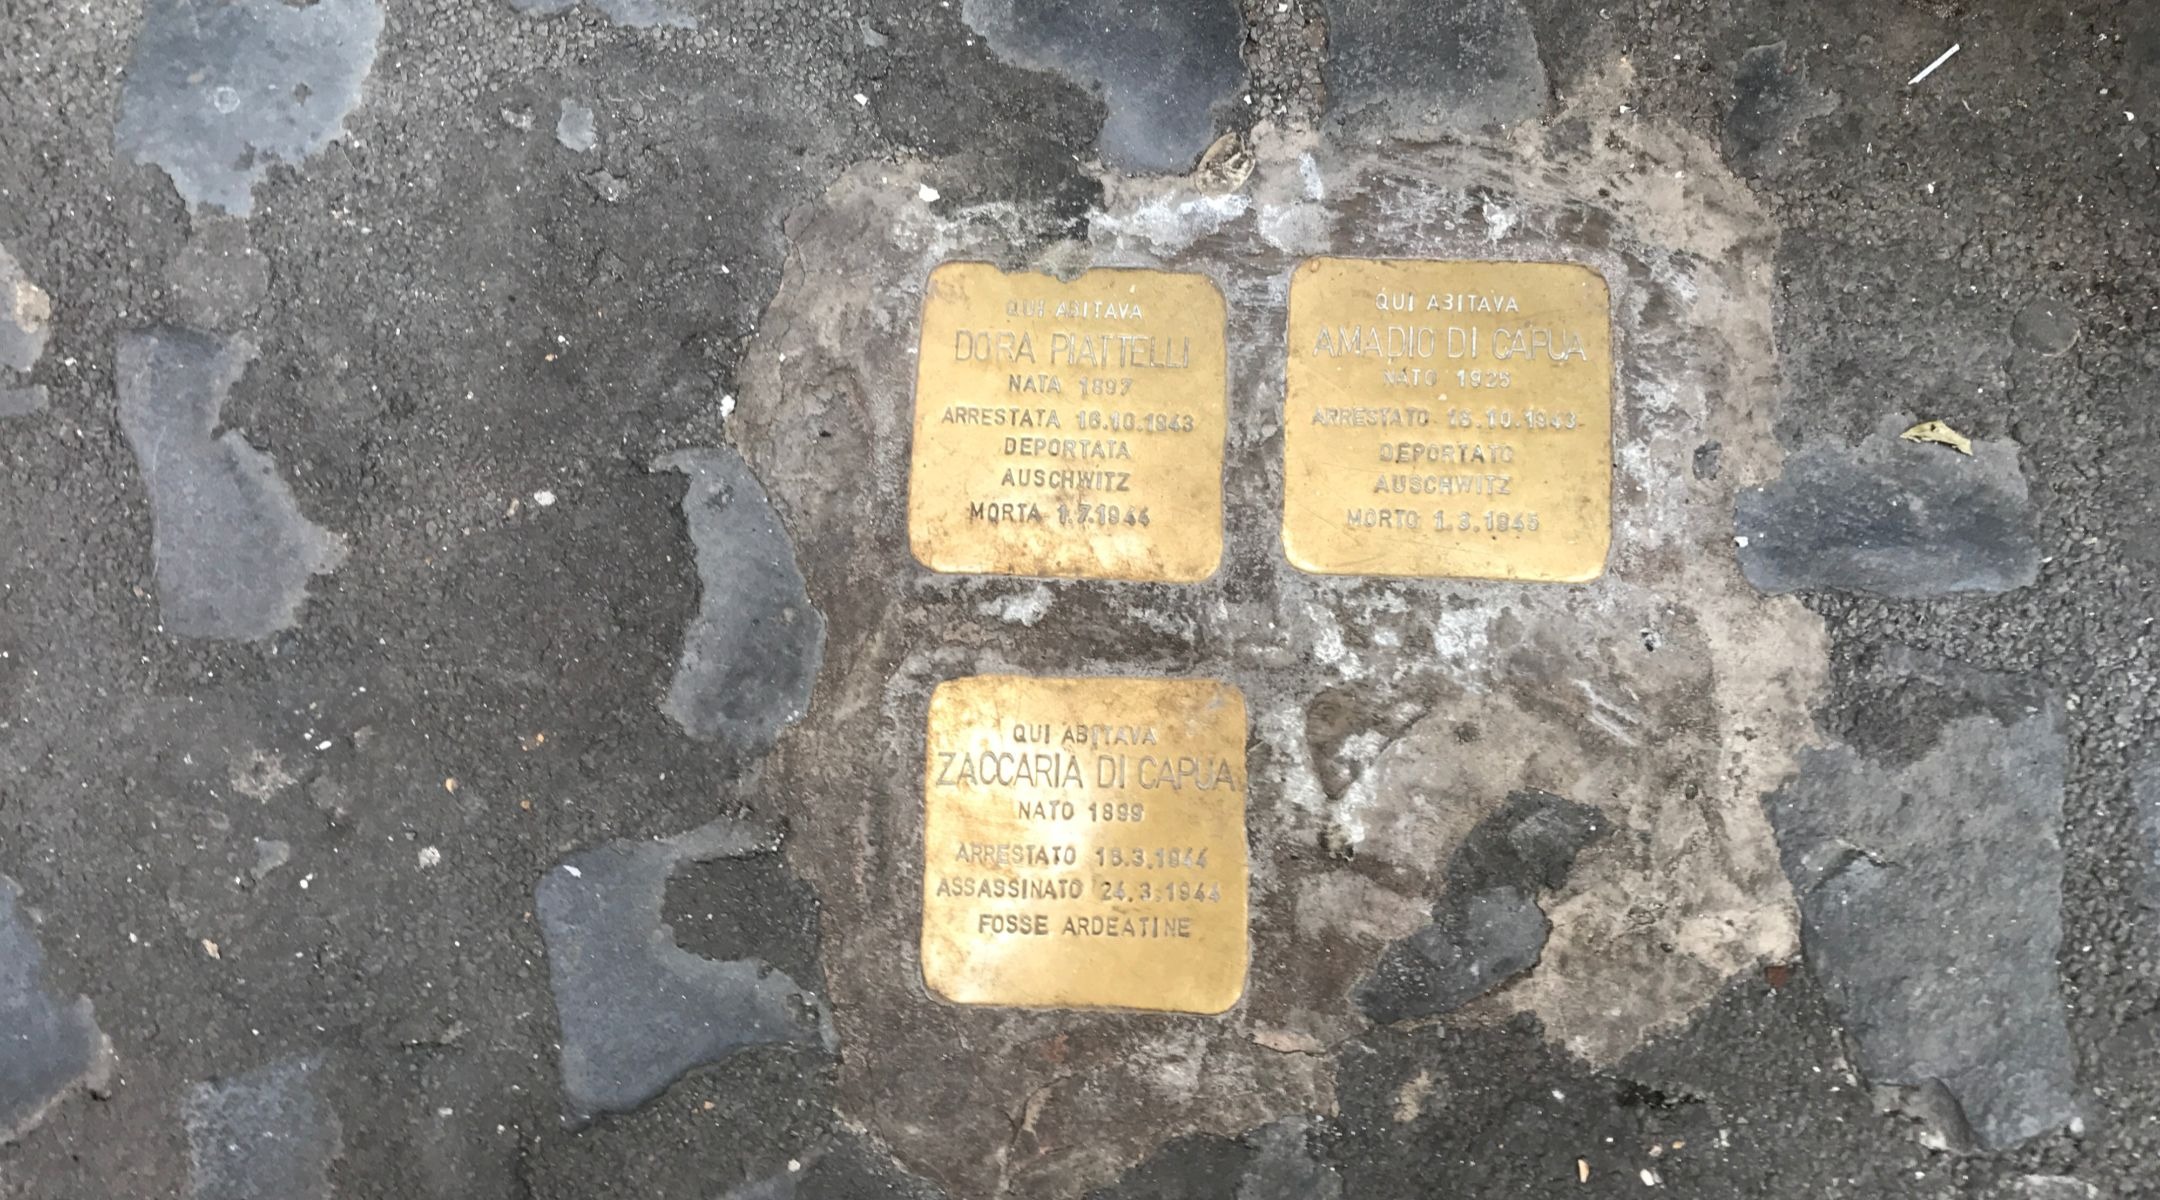 QUI ABITAVA
DORA PIATTELLI
NATA 1897
ARRESTATA 16.10.1943
DEPORTATA
AUSCHWITZ
MORTA 1.7.1944
QUI ABITAVA
AMADIO DI CAPUA
NATO 1925
ARRESTATO 16.10.1943
DEPORTATO
AUSCHWITZ
MORTO 1.3.1945
QUI ABITAVA
ZACCARIA DI CAPUA
NATO 1899
ARRESTATO 18.3.1944
ASSASSINATO 24.3.1944
FOSSE ARDEATINE